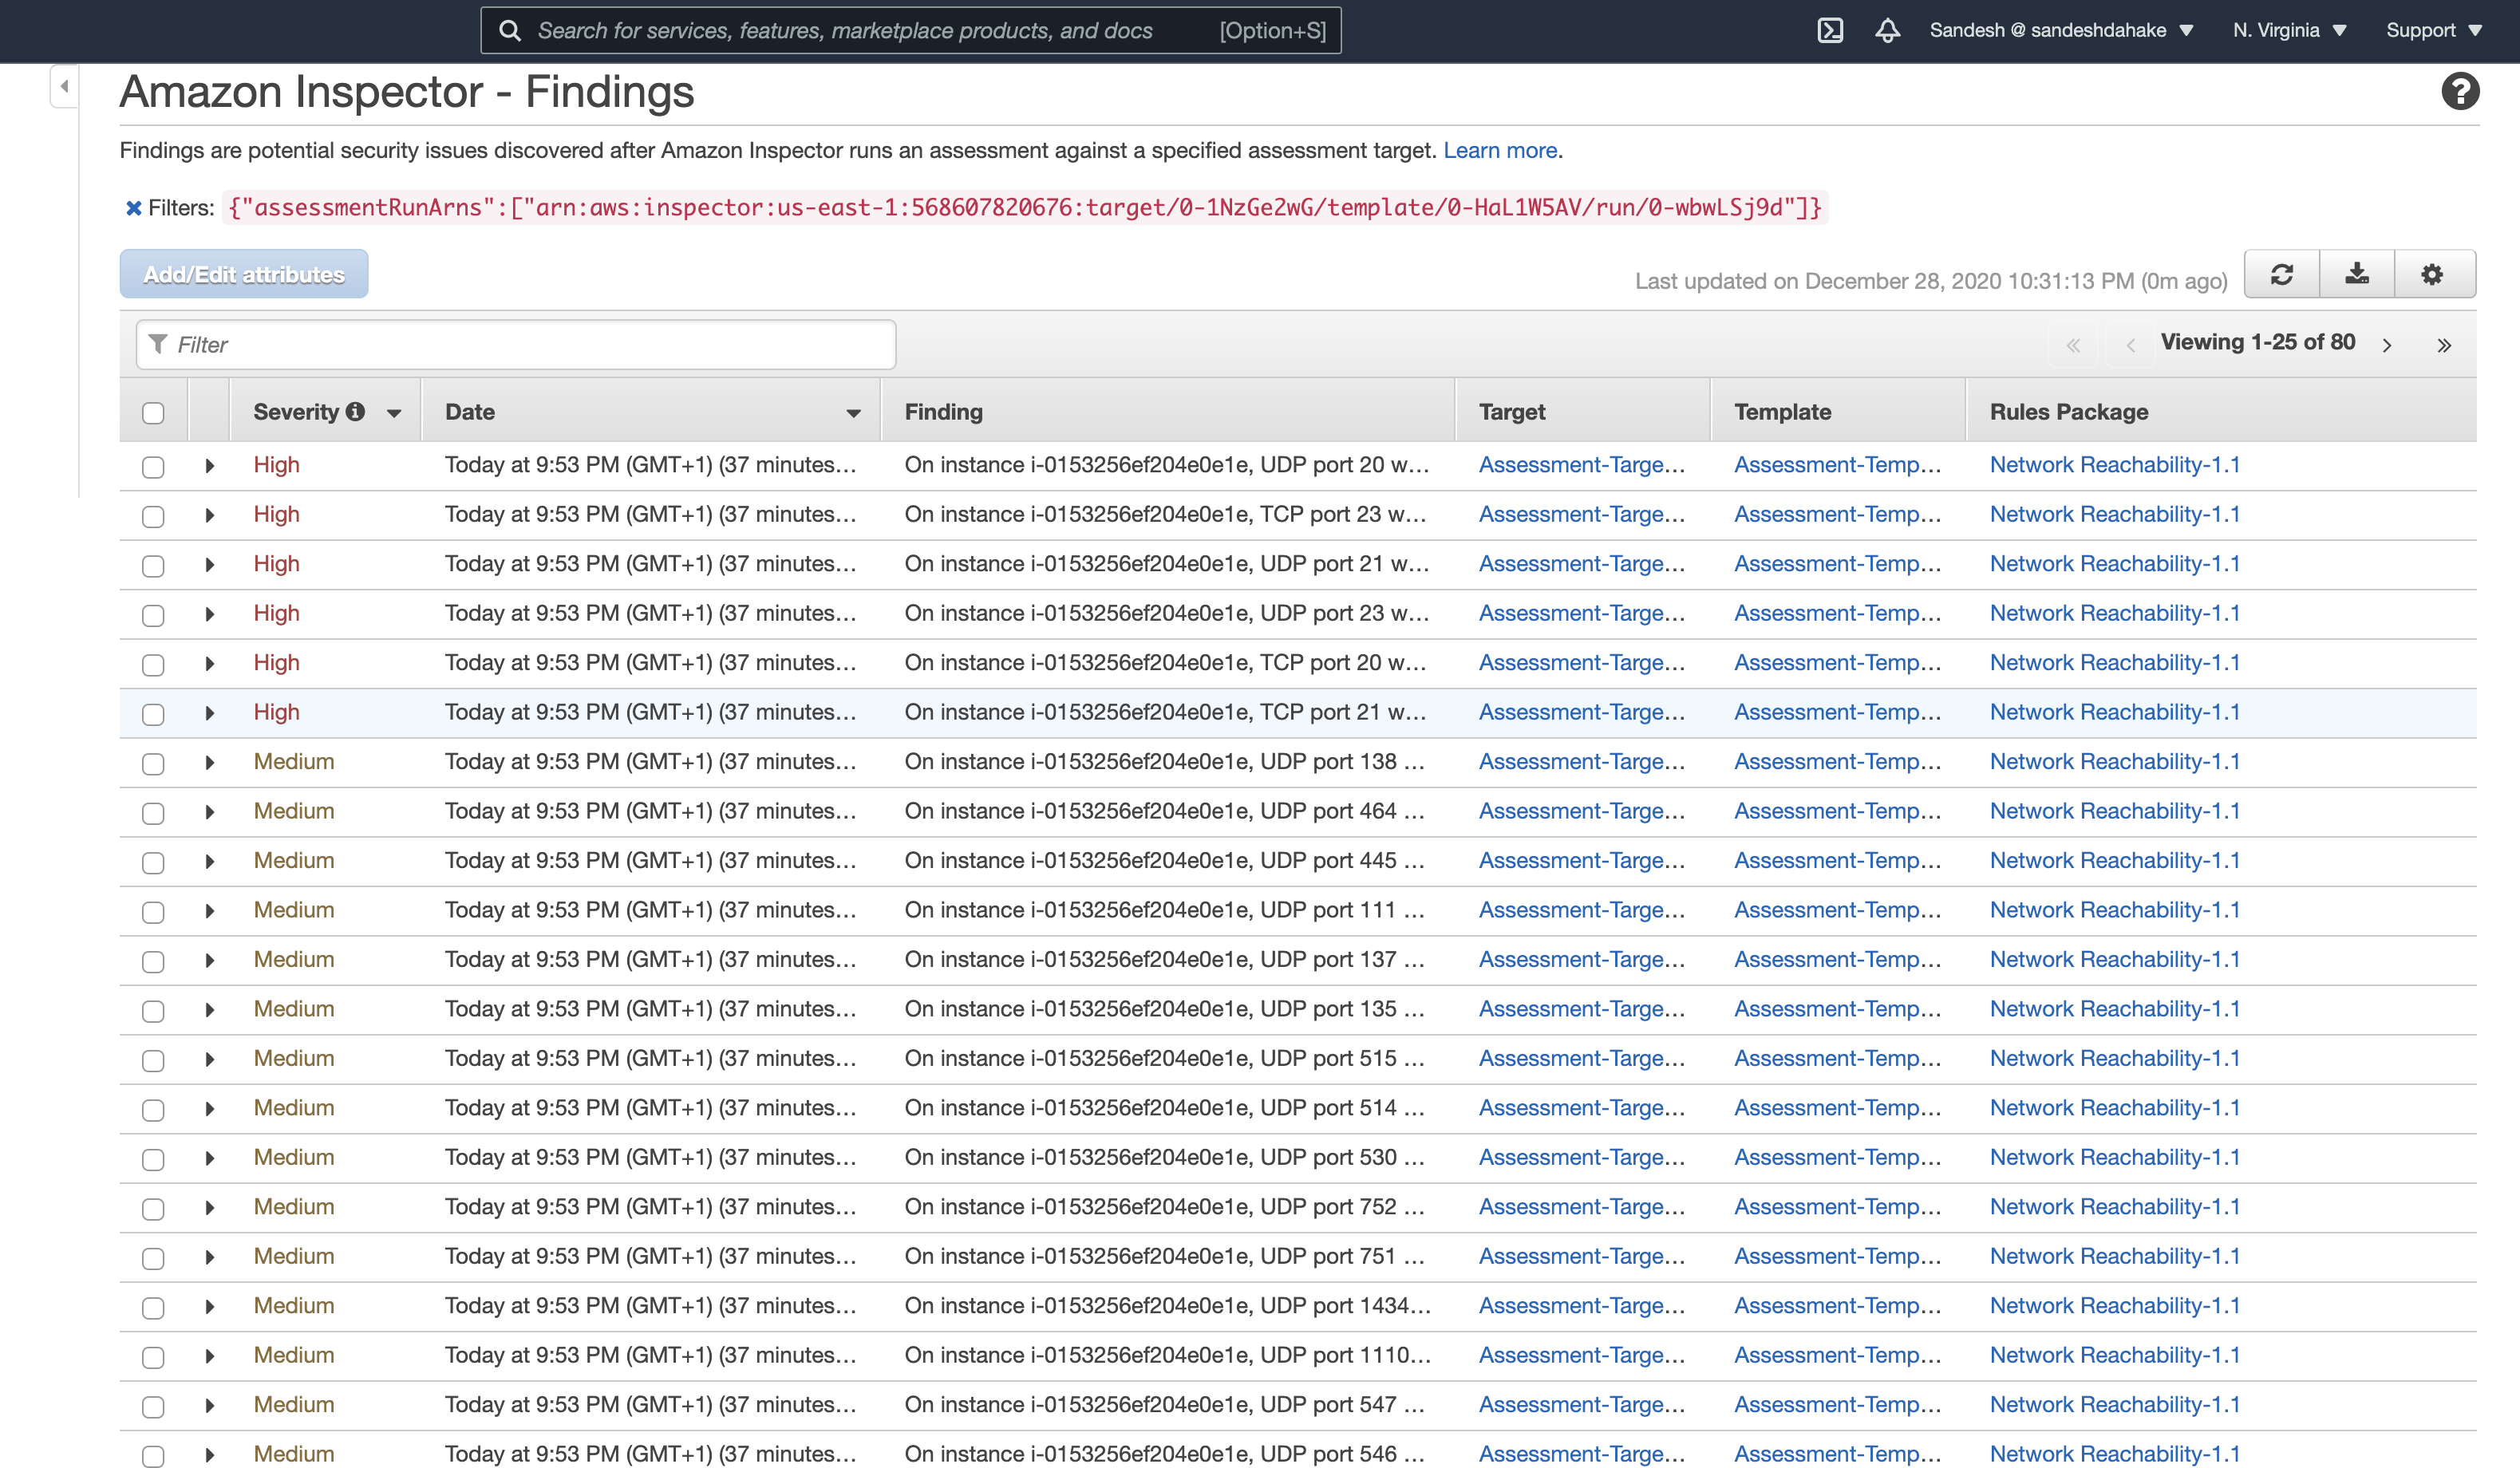 Search for services, features, marketplace products, and docs [Option+S] Sandesh @ sandeshdahake N. Virginia Support
Amazon Inspector - Findings
Findings are potential security issues discovered after Amazon Inspector runs an assessment against a specified assessment target. Learn more.
Filters: {"assessmentRunArns":["arn:aws:inspector:us-east-1:568607820676:target/0-1NzGe2wG/template/0-HaL1W5AV/run/0-wbwLSj9d"]}
Add/Edit attributes Last updated on December 28, 2020 10:31:13 PM (0m ago)
Filter Viewing 1-25 of 80
Severity Date Finding Target Template Rules Package
High Today at 9:53 PM (GMT+1) (37 minutes… On instance i-0153256ef204e0e1e, UDP port 20 w… Assessment-Targe… Assessment-Temp… Network Reachability-1.1
High Today at 9:53 PM (GMT+1) (37 minutes… On instance i-0153256ef204e0e1e, TCP port 23 w… Assessment-Targe… Assessment-Temp… Network Reachability-1.1
High Today at 9:53 PM (GMT+1) (37 minutes… On instance i-0153256ef204e0e1e, UDP port 21 w… Assessment-Targe… Assessment-Temp… Network Reachability-1.1
High Today at 9:53 PM (GMT+1) (37 minutes… On instance i-0153256ef204e0e1e, UDP port 23 w… Assessment-Targe… Assessment-Temp… Network Reachability-1.1
High Today at 9:53 PM (GMT+1) (37 minutes… On instance i-0153256ef204e0e1e, TCP port 20 w… Assessment-Targe… Assessment-Temp… Network Reachability-1.1
High Today at 9:53 PM (GMT+1) (37 minutes… On instance i-0153256ef204e0e1e, TCP port 21 w… Assessment-Targe… Assessment-Temp… Network Reachability-1.1
Medium Today at 9:53 PM (GMT+1) (37 minutes… On instance i-0153256ef204e0e1e, UDP port 138 … Assessment-Targe… Assessment-Temp… Network Reachability-1.1
Medium Today at 9:53 PM (GMT+1) (37 minutes… On instance i-0153256ef204e0e1e, UDP port 464 … Assessment-Targe… Assessment-Temp… Network Reachability-1.1
Medium Today at 9:53 PM (GMT+1) (37 minutes… On instance i-0153256ef204e0e1e, UDP port 445 … Assessment-Targe… Assessment-Temp… Network Reachability-1.1
Medium Today at 9:53 PM (GMT+1) (37 minutes… On instance i-0153256ef204e0e1e, UDP port 111 … Assessment-Targe… Assessment-Temp… Network Reachability-1.1
Medium Today at 9:53 PM (GMT+1) (37 minutes… On instance i-0153256ef204e0e1e, UDP port 137 … Assessment-Targe… Assessment-Temp… Network Reachability-1.1
Medium Today at 9:53 PM (GMT+1) (37 minutes… On instance i-0153256ef204e0e1e, UDP port 135 … Assessment-Targe… Assessment-Temp… Network Reachability-1.1
Medium Today at 9:53 PM (GMT+1) (37 minutes… On instance i-0153256ef204e0e1e, UDP port 515 … Assessment-Targe… Assessment-Temp… Network Reachability-1.1
Medium Today at 9:53 PM (GMT+1) (37 minutes… On instance i-0153256ef204e0e1e, UDP port 514 … Assessment-Targe… Assessment-Temp… Network Reachability-1.1
Medium Today at 9:53 PM (GMT+1) (37 minutes… On instance i-0153256ef204e0e1e, UDP port 530 … Assessment-Targe… Assessment-Temp… Network Reachability-1.1
Medium Today at 9:53 PM (GMT+1) (37 minutes… On instance i-0153256ef204e0e1e, UDP port 752 … Assessment-Targe… Assessment-Temp… Network Reachability-1.1
Medium Today at 9:53 PM (GMT+1) (37 minutes… On instance i-0153256ef204e0e1e, UDP port 751 … Assessment-Targe… Assessment-Temp… Network Reachability-1.1
Medium Today at 9:53 PM (GMT+1) (37 minutes… On instance i-0153256ef204e0e1e, UDP port 1434… Assessment-Targe… Assessment-Temp… Network Reachability-1.1
Medium Today at 9:53 PM (GMT+1) (37 minutes… On instance i-0153256ef204e0e1e, UDP port 1110… Assessment-Targe… Assessment-Temp… Network Reachability-1.1
Medium Today at 9:53 PM (GMT+1) (37 minutes… On instance i-0153256ef204e0e1e, UDP port 547 … Assessment-Targe… Assessment-Temp… Network Reachability-1.1
Medium Today at 9:53 PM (GMT+1) (37 minutes… On instance i-0153256ef204e0e1e, UDP port 546 … Assessment-Targe… Assessment-Temp… Network Reachability-1.1